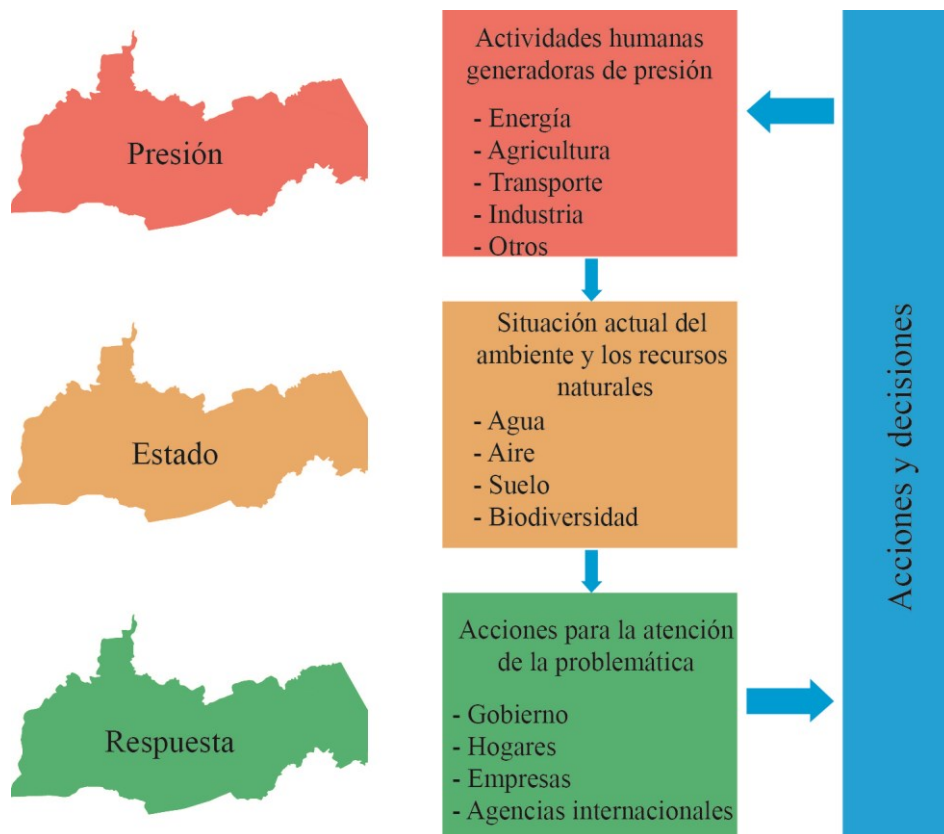 Presión
Actividades humanas
generadoras de presión
- Energía
- Agricultura
- Transporte
- Industria
- Otros
Estado
Situación actual del
ambiente y los recursos
naturales
- Agua
- Aire
- Suelo
- Biodiversidad
Respuesta
Acciones para la atención
de la problemática
- Gobierno
- Hogares
- Empresas
- Agencias internacionales
Acciones y decisiones